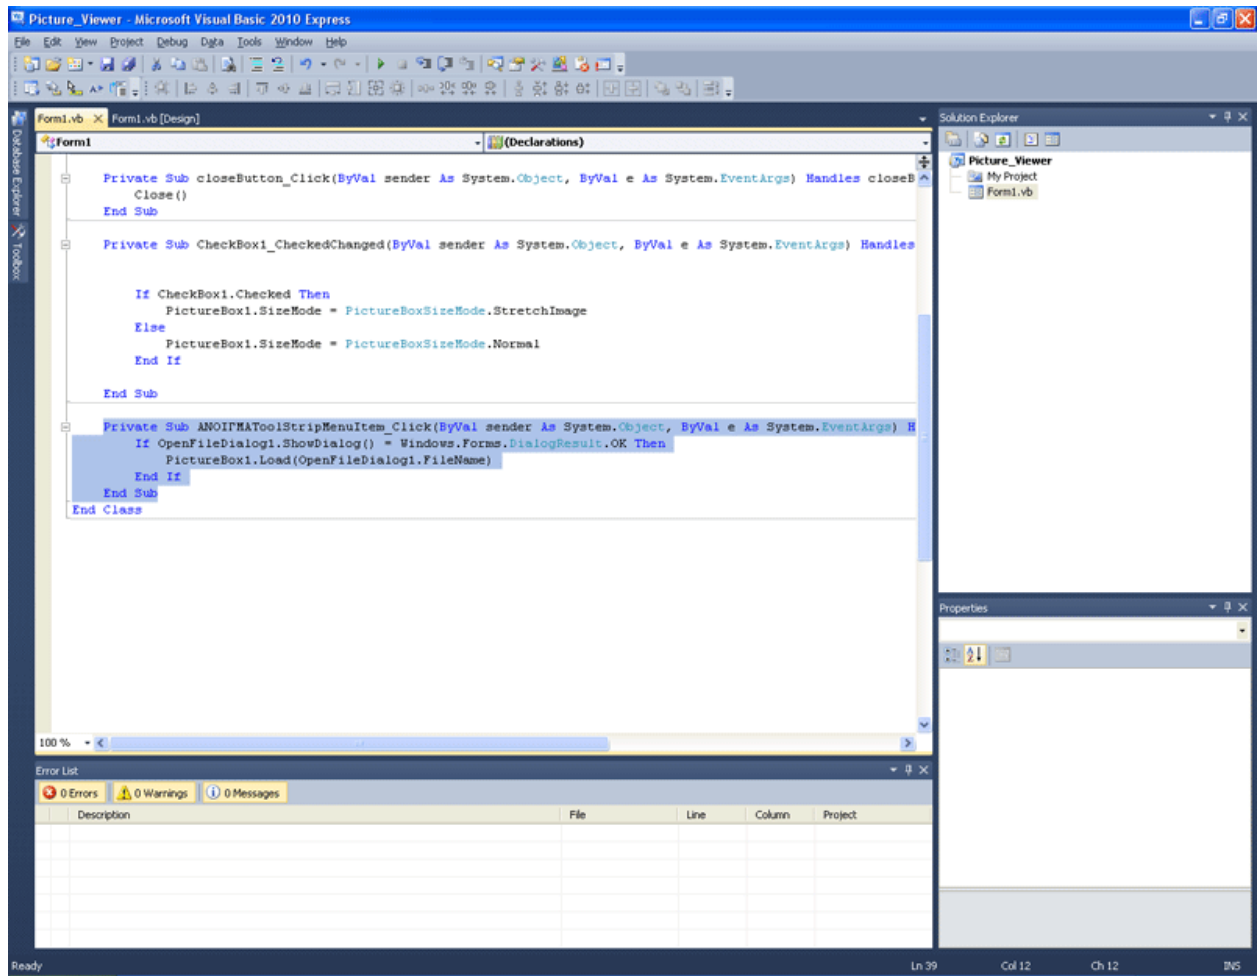 Picture_Viewer - Microsoft Visual Basic 2010 Express
File Edit View Project Debug Data Tools Window Help
Form1.vb Form1.vb [Design]
Form1 (Declarations)
Private Sub closeButton_Click(ByVal sender As System.Object, ByVal e As System.EventArgs) Handles closeB
Close()
End Sub
Private Sub CheckBox1_CheckedChanged(ByVal sender As System.Object, ByVal e As System.EventArgs) Handles
If CheckBox1.Checked Then
PictureBox1.SizeMode = PictureBoxSizeMode.StretchImage
Else
PictureBox1.SizeMode = PictureBoxSizeMode.Normal
End If
End Sub
Private Sub ΑΝΟΙΓΜΑToolStripMenuItem_Click(ByVal sender As System.Object, ByVal e As System.EventArgs) H
If OpenFileDialog1.ShowDialog() = Windows.Forms.DialogResult.OK Then
PictureBox1.Load(OpenFileDialog1.FileName)
End If
End Sub
End Class
100 %
Database Explorer
Toolbox
Solution Explorer
Picture_Viewer
My Project
Form1.vb
Properties
Error List
0 Errors 0 Warnings 0 Messages
Description File Line Column Project
Ready Ln 39 Col 12 Ch 12 INS